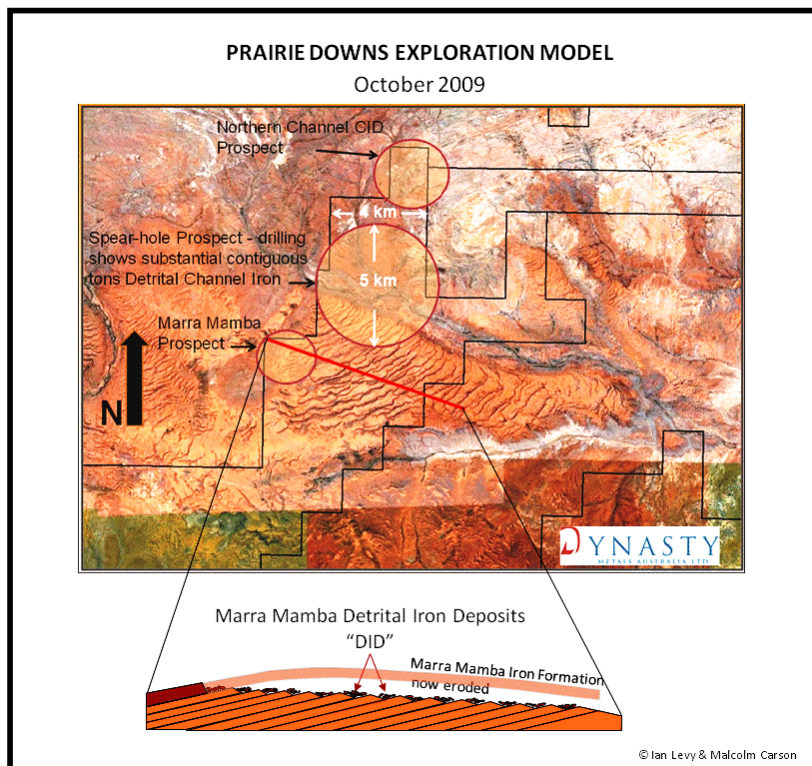 PRAIRIE DOWNS EXPLORATION MODEL
October 2009
Northern Channel CID
Prospect
4 km
Spear-hole Prospect - drilling
shows substantial contiguous
tons Detrital Channel Iron
5 km
Marra Mamba
Prospect
N
DYNASTY
METALS AUSTRALIA LTD
Marra Mamba Detrital Iron Deposits
“DID”
Marra Mamba Iron Formation
now eroded
© Ian Levy & Malcolm Carson